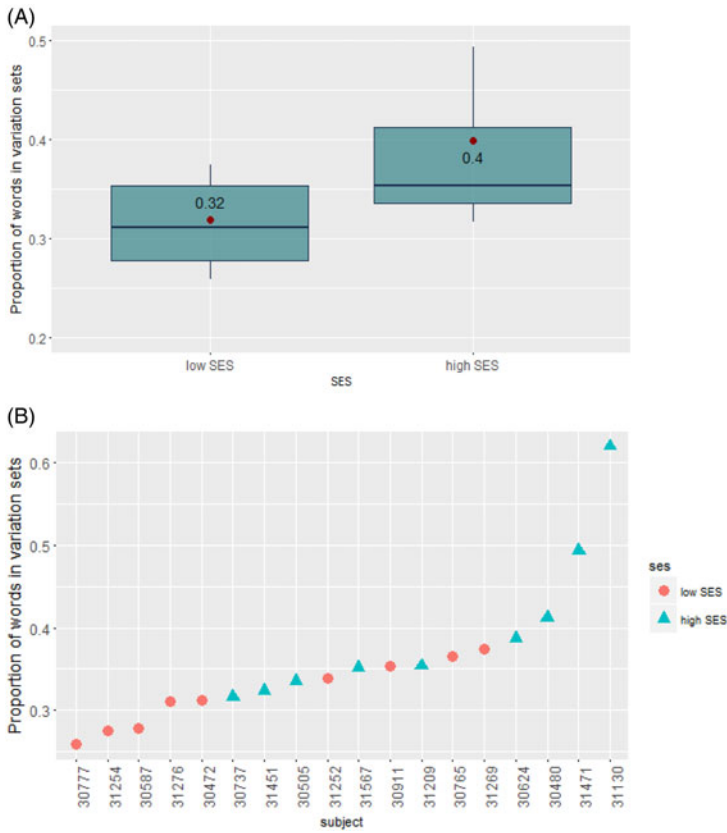 (A)
Proportion of words in variation sets
0.5
0.4
0.3
0.2
0.32
0.4
low SES
high SES
SES
(B)
Proportion of words in variation sets
0.6
0.5
0.4
0.3
30777
31254
30587
31276
30472
30737
31451
30505
31252
31567
30911
31209
30765
31269
30624
30480
31471
31130
subject
ses
low SES
high SES